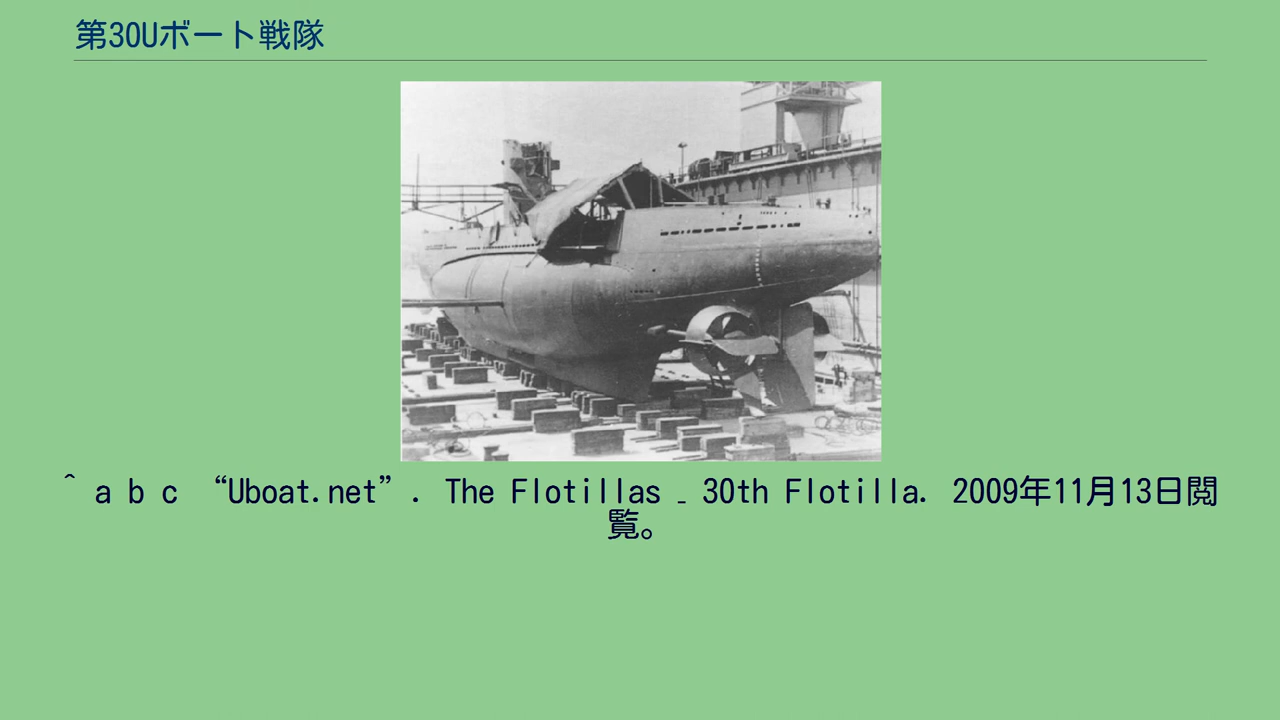 第30Uボート戦隊
^ a b c “Uboat.net”. The Flotillas - 30th Flotilla. 2009年11月13日閲
覧。